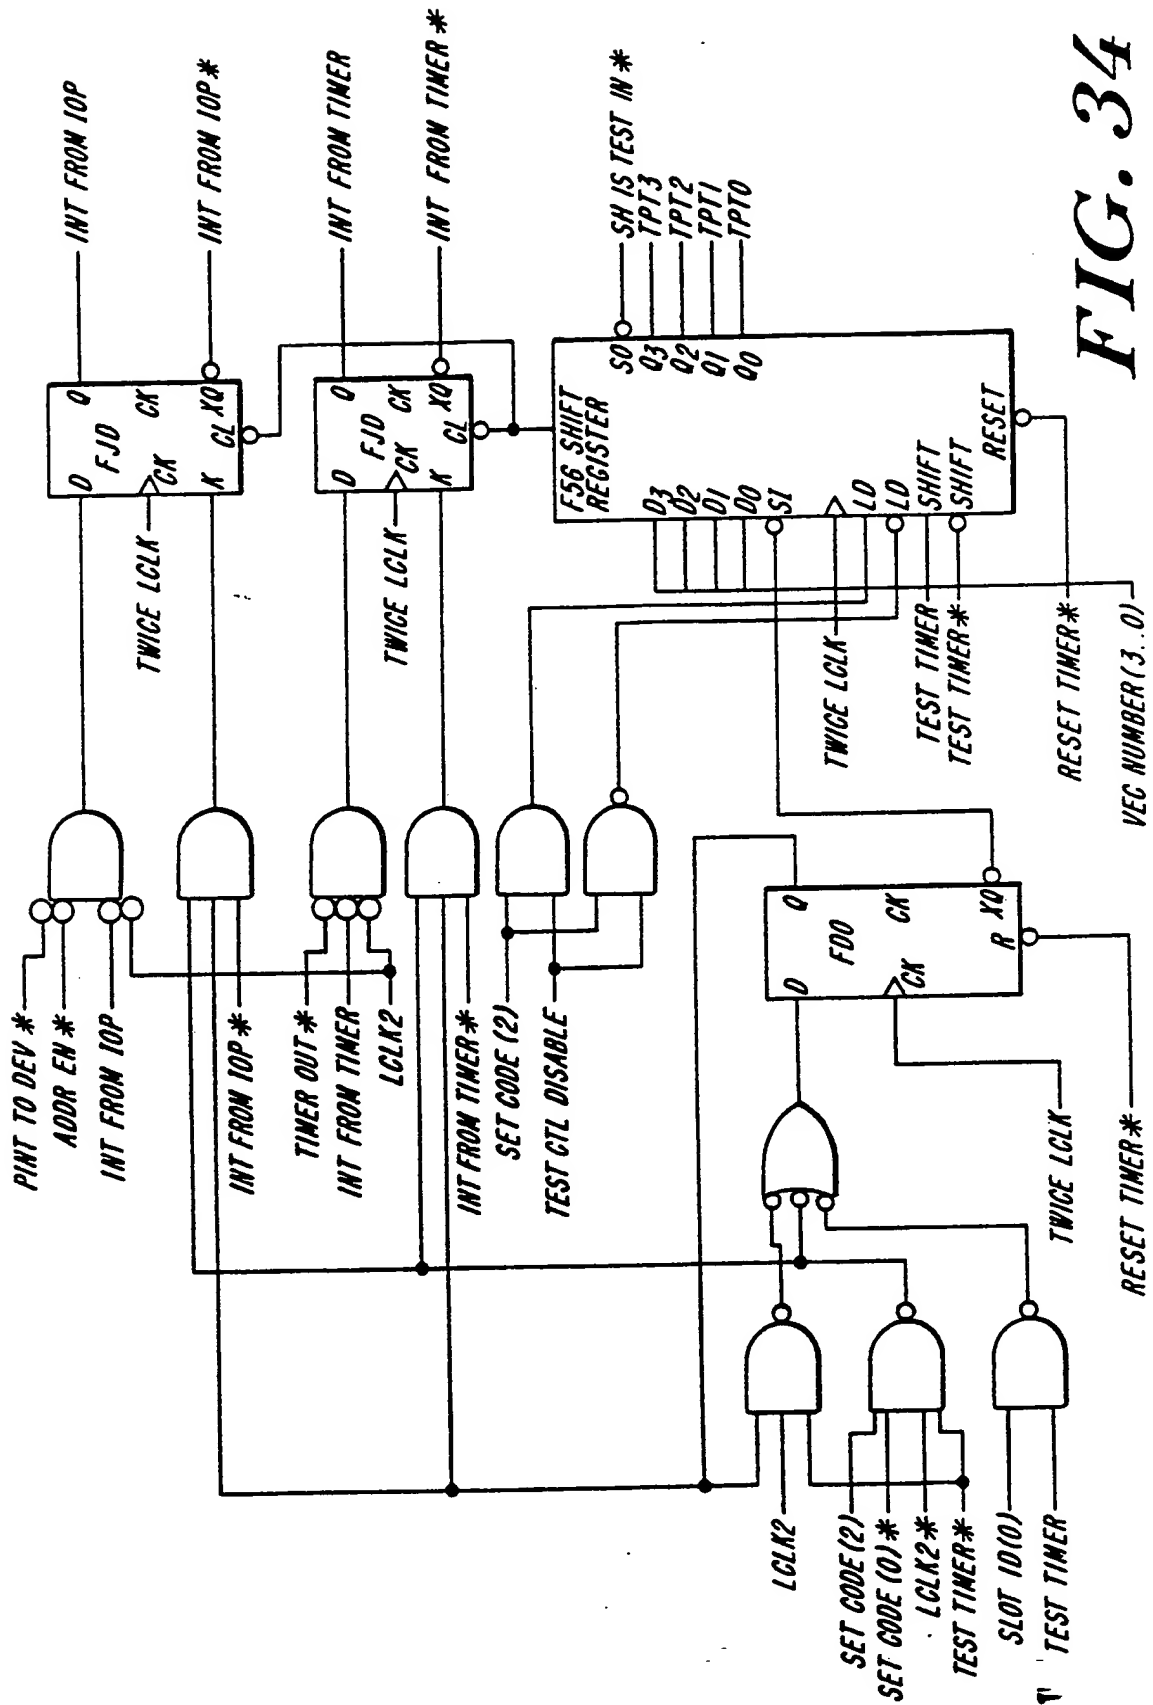 PINT TO DEV *
ADDR EN *
INT FROM IOP
INT FROM IOP *
TIMER OUT *
INT FROM TIMER
LCLK2
INT FROM TIMER *
SET CODE (2)
TEST CTL DISABLE
D
Q
FJD
CK
CK
K
XQ
CL
TWICE LCLK
INT FROM IOP
INT FROM IOP *
D
Q
FJD
CK
CK
K
XQ
CL
TWICE LCLK
INT FROM TIMER
INT FROM TIMER *
F56 SHIFT
REGISTER
D3
D2
D1
D0
SI
LD
LD
SHIFT
SHIFT
RESET
SO
Q3
Q2
Q1
Q0
SH IS TEST IN *
TPT3
TPT2
TPT1
TPT0
TWICE LCLK
TEST TIMER
TEST TIMER *
RESET TIMER *
VEC NUMBER (3..0)
LCLK2
SET CODE (2)
SET CODE (0) *
LCLK2 *
TEST TIMER *
SLOT ID(0)
TEST TIMER
D
Q
FDO
CK
CK
R
XQ
TWICE LCLK
RESET TIMER *
FIG. 34